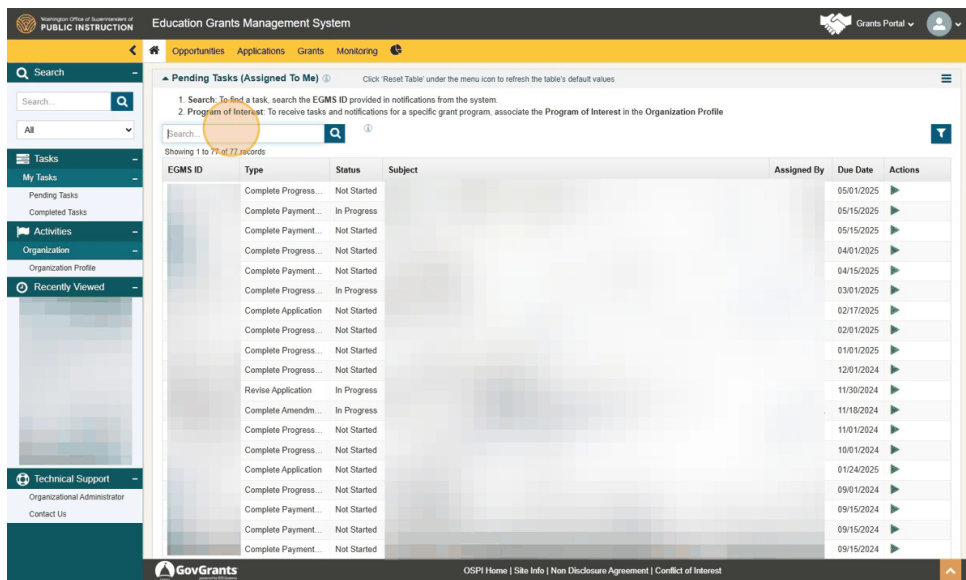 Washington Office of Superintendent of
PUBLIC INSTRUCTION
Education Grants Management System
Grants Portal
Opportunities Applications Grants Monitoring
Search
Search...
All
Tasks
My Tasks
Pending Tasks
Completed Tasks
Activities
Organization
Organization Profile
Recently Viewed
Technical Support
Organizational Administrator
Contact Us
Pending Tasks (Assigned To Me) Click 'Reset Table' under the menu icon to refresh the table's default values
1. Search: To find a task, search the EGMS ID provided in notifications from the system.
2. Program of Interest: To receive tasks and notifications for a specific grant program, associate the Program of Interest in the Organization Profile
Search...
Showing 1 to 77 of 77 records
EGMS ID Type Status Subject Assigned By Due Date Actions
Complete Progress... Not Started 05/01/2025
Complete Payment... In Progress 05/15/2025
Complete Payment... Not Started 05/15/2025
Complete Progress... Not Started 04/01/2025
Complete Payment... Not Started 04/15/2025
Complete Progress... In Progress 03/01/2025
Complete Application Not Started 02/17/2025
Complete Progress... Not Started 02/01/2025
Complete Progress... Not Started 01/01/2025
Complete Progress... Not Started 12/01/2024
Revise Application In Progress 11/30/2024
Complete Amendm... In Progress 11/18/2024
Complete Progress... Not Started 11/01/2024
Complete Progress... Not Started 10/01/2024
Complete Application Not Started 01/24/2025
Complete Progress... Not Started 09/01/2024
Complete Payment... Not Started 09/15/2024
Complete Payment... Not Started 09/15/2024
Complete Payment... Not Started 09/15/2024
GovGrants
OSPI Home | Site Info | Non Disclosure Agreement | Conflict of Interest